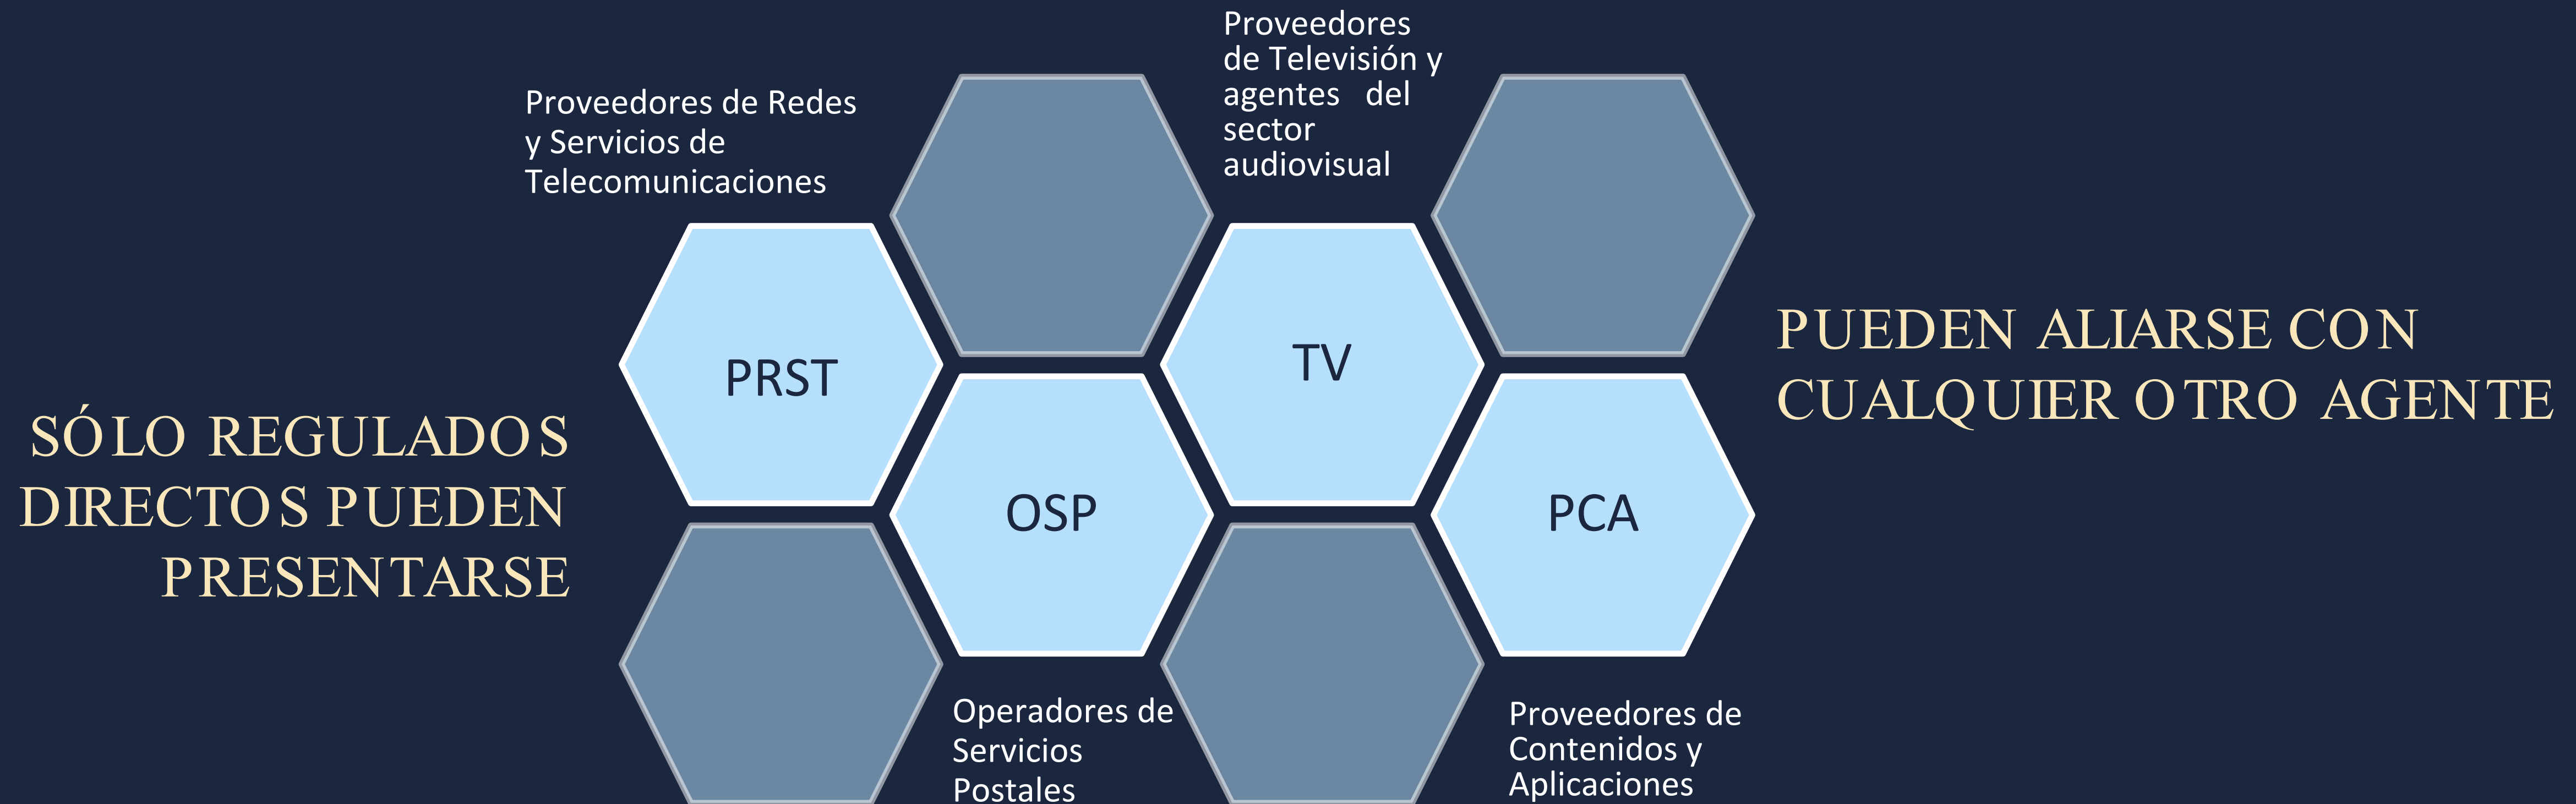 Proveedores de Redes
y Servicios de
Telecomunicaciones
Proveedores
de Televisión y
agentes del
sector
audiovisual
PRST
TV
OSP
PCA
SÓLO REGULADOS
DIRECTOS PUEDEN
PRESENTARSE
PUEDEN ALIARSE CON
CUALQUIER OTRO AGENTE
Operadores de
Servicios
Postales
Proveedores de
Contenidos y
Aplicaciones